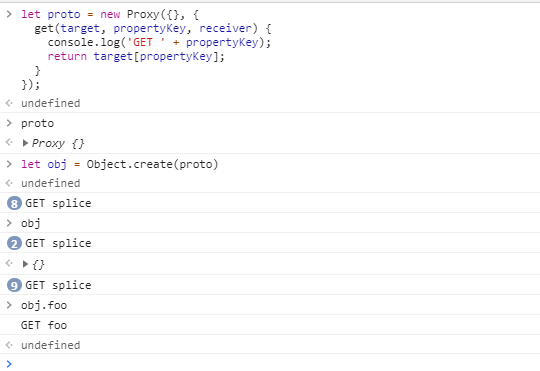 > let proto = new Proxy({}, {
get(target, propertyKey, receiver) {
console.log('GET ' + propertyKey);
return target[propertyKey];
}
});
undefined
> proto
Proxy {}
> let obj = Object.create(proto)
undefined
8 GET splice
> obj
2 GET splice
{}
9 GET splice
> obj.foo
GET foo
undefined
>